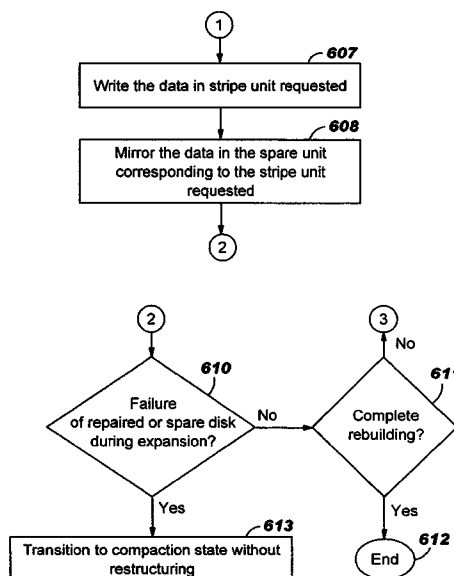 1
607
Write the data in stripe unit requested
608
Mirror the data in the spare unit
corresponding to the stripe unit
requested
2
2
3
No
610
611
Failure
of repaired or spare disk
during expansion?
No
Complete
rebuilding?
Yes
Yes
613
612
Transition to compaction state without
restructuring
End